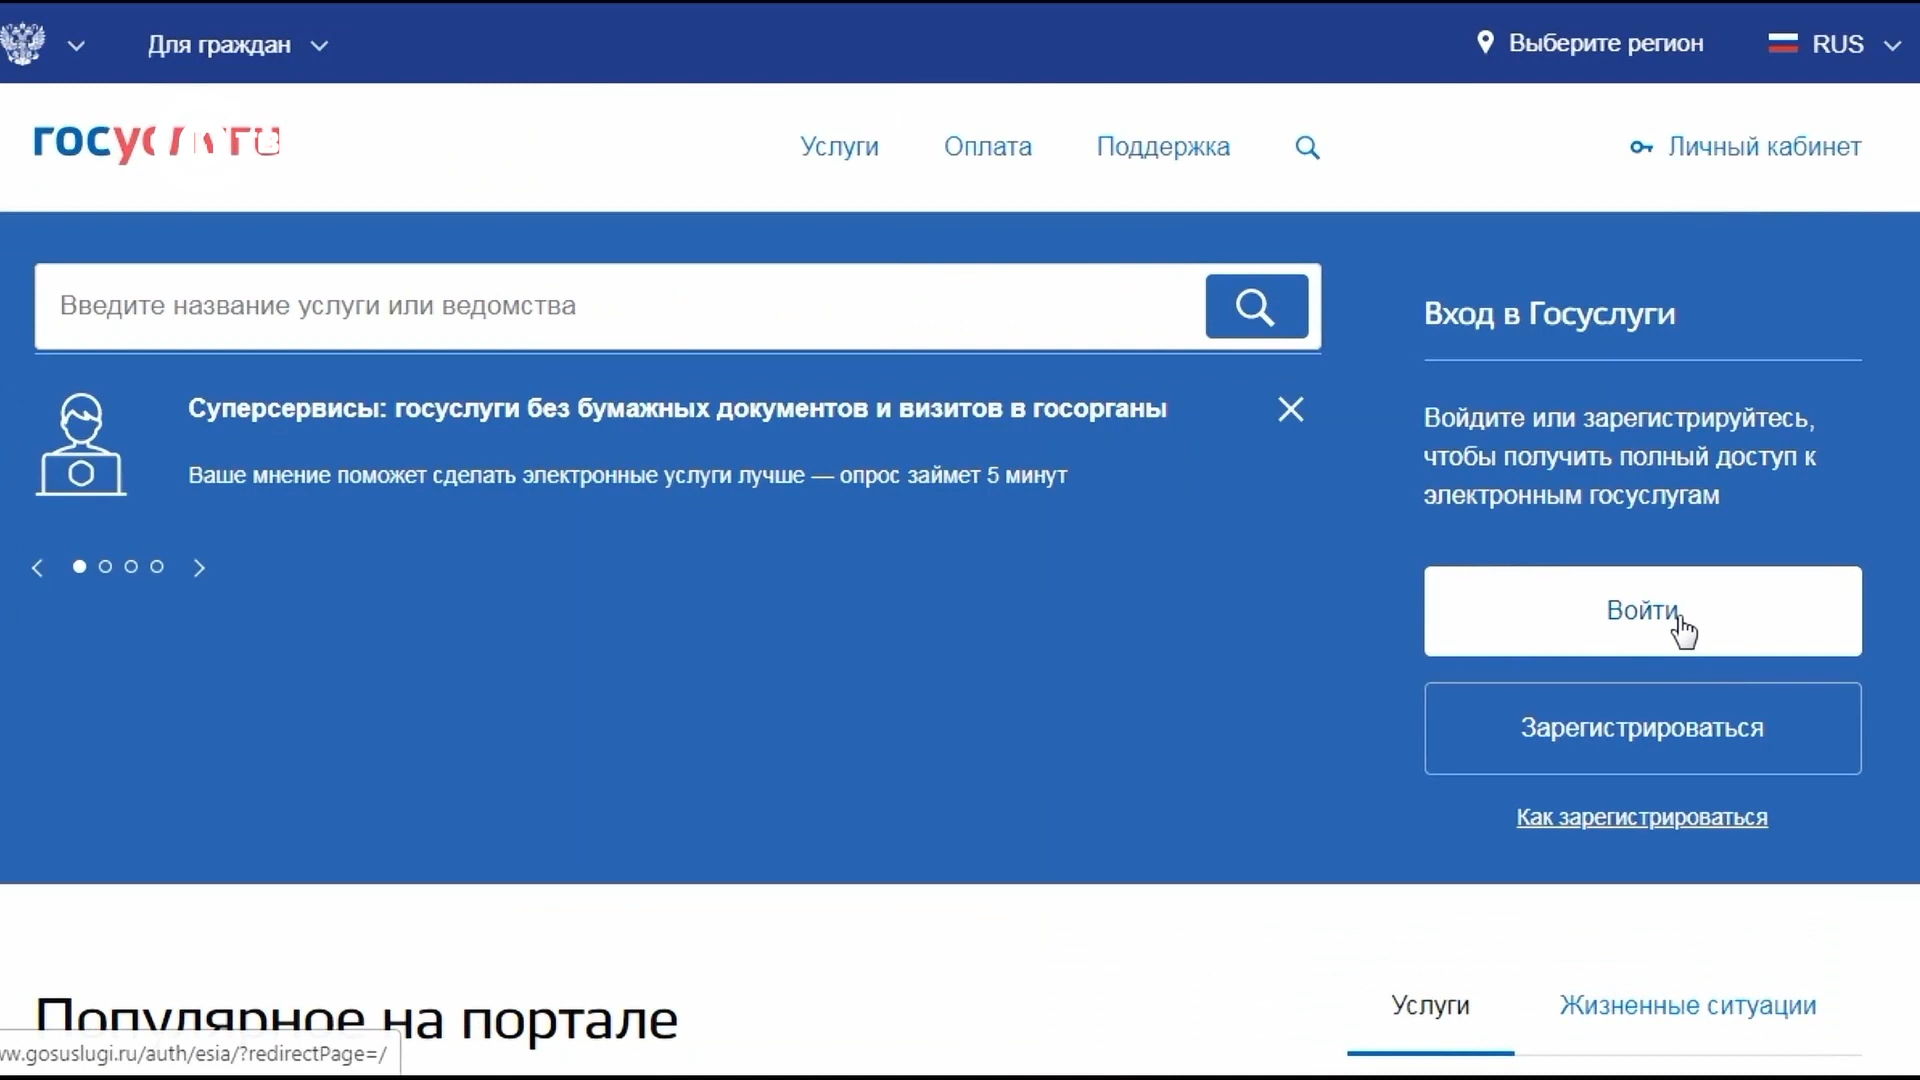 Для граждан
Выберите регион
RUS
госуслуги
Услуги
Оплата
Поддержка
Личный кабинет
Введите название услуги или ведомства
Вход в Госуслуги
Суперсервисы: госуслуги без бумажных документов и визитов в госорганы
Ваше мнение поможет сделать электронные услуги лучше — опрос займет 5 минут
Войдите или зарегистрируйтесь,
чтобы получить полный доступ к
электронным госуслугам
Войти
Зарегистрироваться
Как зарегистрироваться
Популярное на портале
Услуги
Жизненные ситуации
ww.gosuslugi.ru/auth/esia/?redirectPage=/